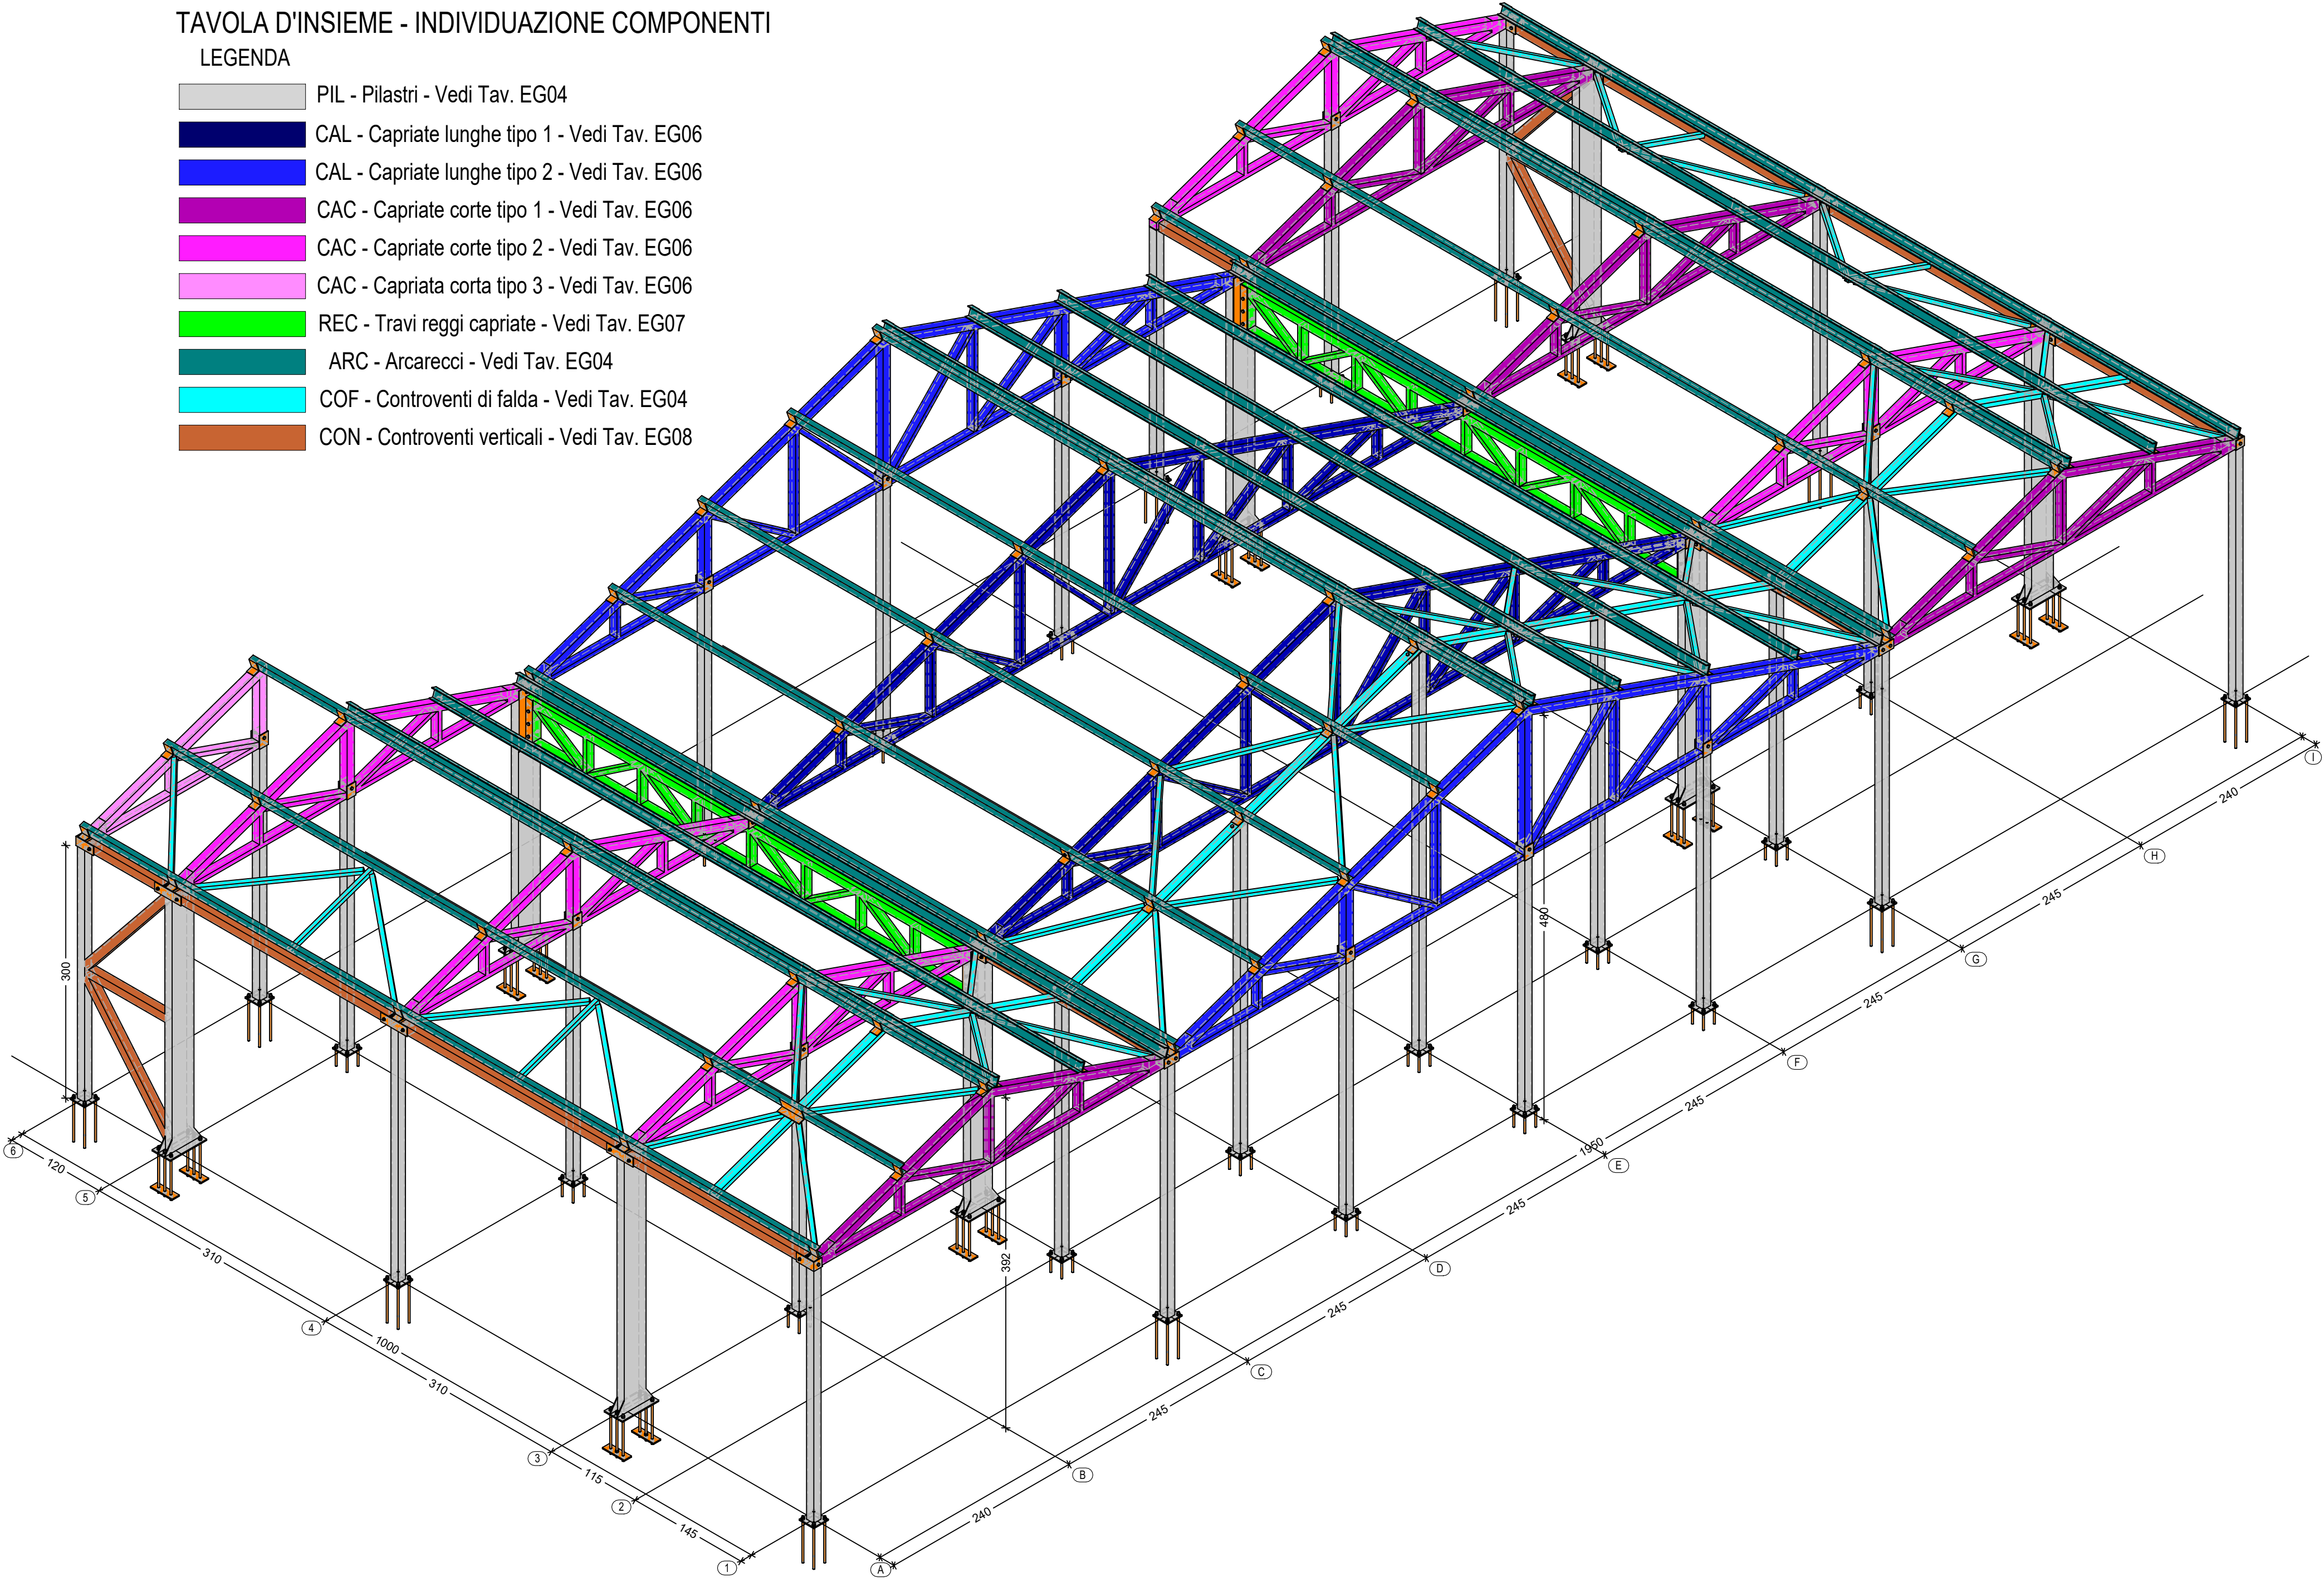 TAVOLA D'INSIEME - INDIVIDUAZIONE COMPONENTI
LEGENDA
PIL - Pilastri - Vedi Tav. EG04
CAL - Capriate lunghe tipo 1 - Vedi Tav. EG06
CAL - Capriate lunghe tipo 2 - Vedi Tav. EG06
CAC - Capriate corte tipo 1 - Vedi Tav. EG06
CAC - Capriate corte tipo 2 - Vedi Tav. EG06
CAC - Capriata corta tipo 3 - Vedi Tav. EG06
REC - Travi reggi capriate - Vedi Tav. EG07
ARC - Arcarecci - Vedi Tav. EG04
COF - Controventi di falda - Vedi Tav. EG04
CON - Controventi verticali - Vedi Tav. EG08
300
480
392
6
120
5
310
4
1000
310
3
115
2
145
1
A
240
B
245
C
245
D
245
E
1950
245
F
245
G
245
H
240
I